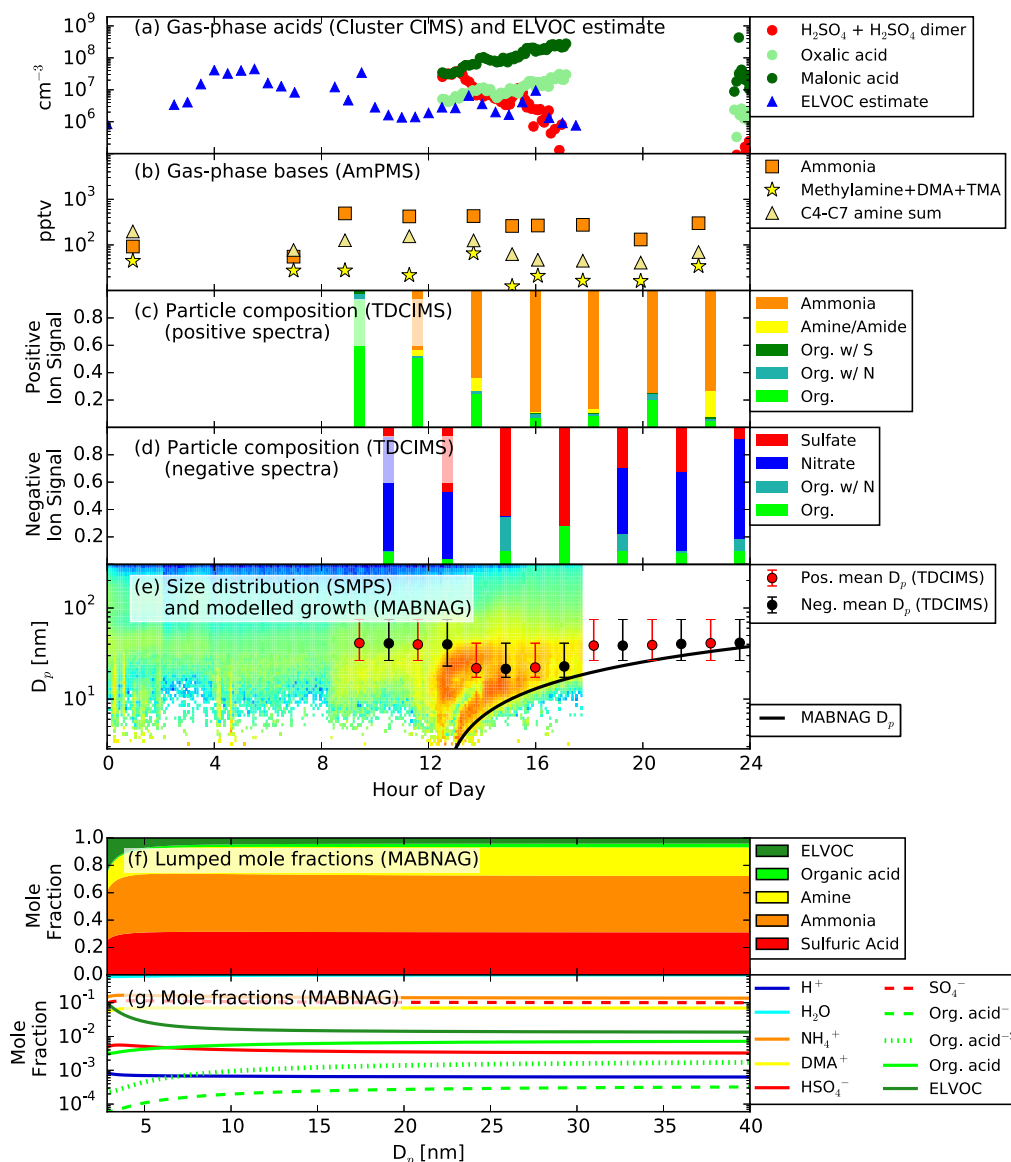 (a) Gas-phase acids (Cluster CIMS) and ELVOC estimate
10⁹
10⁸
10⁷
10⁶
cm⁻³
H₂SO₄ + H₂SO₄ dimer
Oxalic acid
Malonic acid
ELVOC estimate
(b) Gas-phase bases (AmPMS)
10³
10²
pptv
Ammonia
Methylamine+DMA+TMA
C4-C7 amine sum
(c) Particle composition (TDCIMS)
(positive spectra)
0.8
0.6
0.4
0.2
Positive
Ion Signal
Ammonia
Amine/Amide
Org. w/ S
Org. w/ N
Org.
(d) Particle composition (TDCIMS)
(negative spectra)
0.8
0.6
0.4
0.2
Negative
Ion Signal
Sulfate
Nitrate
Org. w/ N
Org.
(e) Size distribution (SMPS)
and modelled growth (MABNAG)
10²
10¹
Dₚ [nm]
Pos. mean Dₚ (TDCIMS)
Neg. mean Dₚ (TDCIMS)
MABNAG Dₚ
0 4 8 12 16 20 24
Hour of Day
(f) Lumped mole fractions (MABNAG)
1.0
0.8
0.6
0.4
0.2
0.0
Mole
Fraction
ELVOC
Organic acid
Amine
Ammonia
Sulfuric Acid
(g) Mole fractions (MABNAG)
10⁻¹
10⁻²
10⁻³
10⁻⁴
Mole
Fraction
H⁺
H₂O
NH₄⁺
DMA⁺
HSO₄⁻
SO₄⁻
Org. acid⁻
Org. acid⁻
Org. acid
ELVOC
5 10 15 20 25 30 35 40
Dₚ [nm]